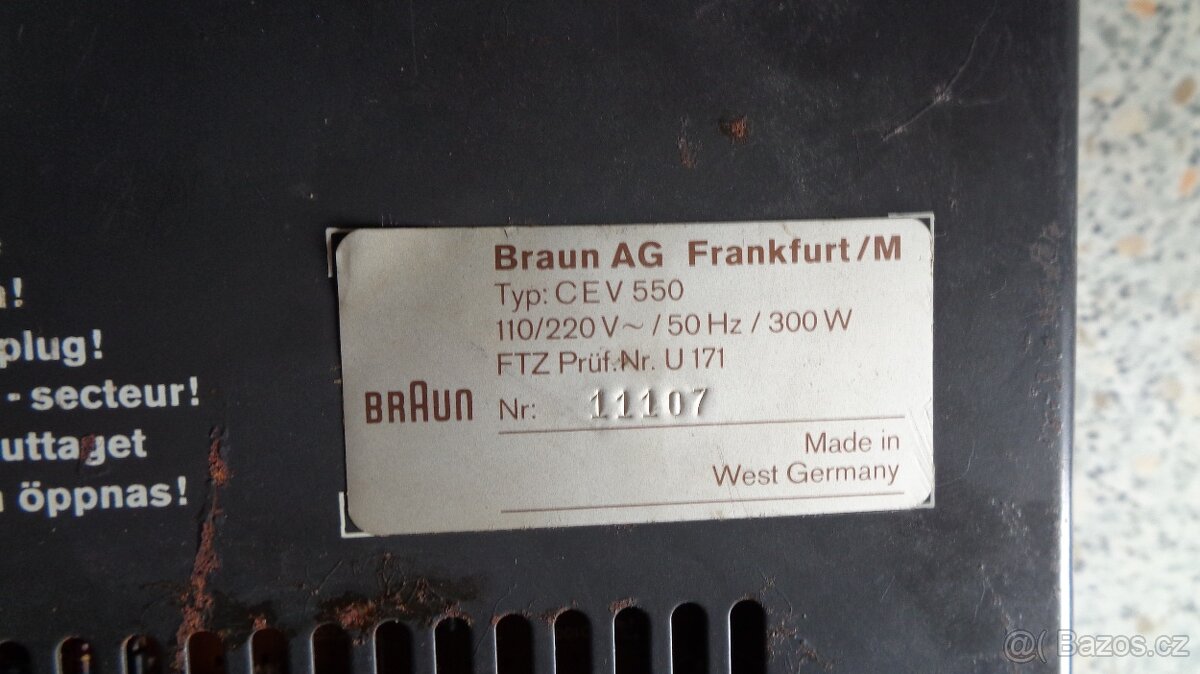 !
plug!
- secteur!
uttaget
öppnas!
Braun AG Frankfurt/M
Typ: CEV 550
110/220 V~ / 50 Hz / 300 W
FTZ Prüf.-Nr. U 171
BRAUN Nr: 11107
Made in
West Germany
@( Bazos.cz